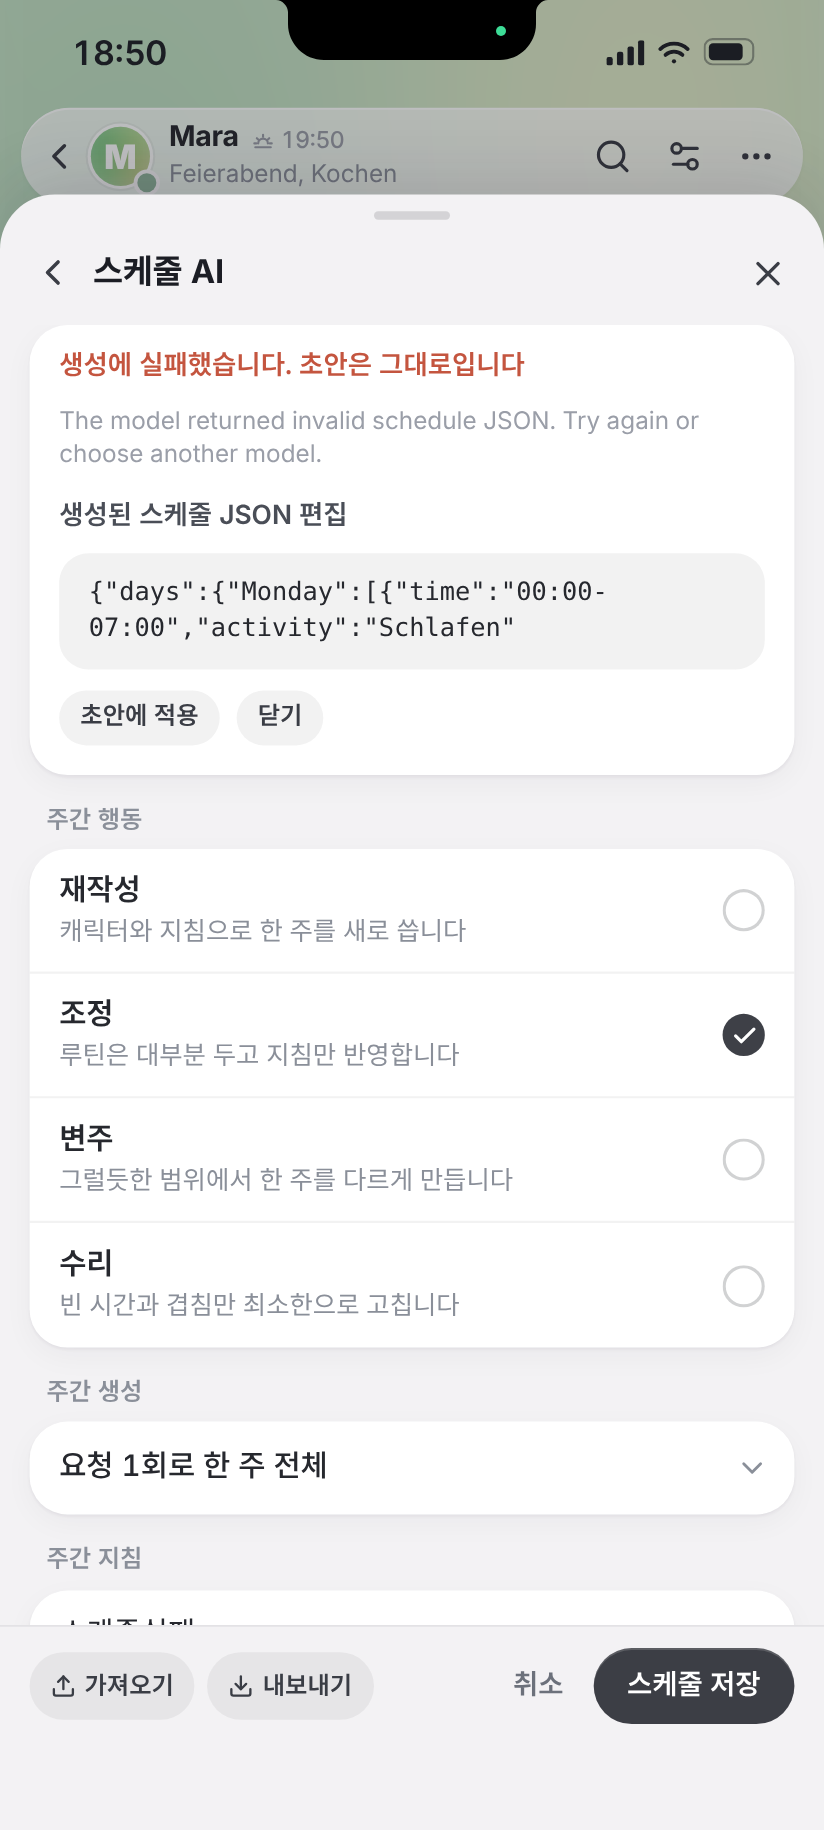 18:50
M
Mara 19:50
Feierabend, Kochen
스케줄 AI
생성에 실패했습니다. 초안은 그대로입니다
The model returned invalid schedule JSON. Try again or
choose another model.
생성된 스케줄 JSON 편집
{"days":{"Monday":[{"time":"00:00-
07:00","activity":"Schlafen"
초안에 적용
닫기
주간 행동
재작성
캐릭터와 지침으로 한 주를 새로 씁니다
조정
루틴은 대부분 두고 지침만 반영합니다
변주
그럴듯한 범위에서 한 주를 다르게 만듭니다
수리
빈 시간과 겹침만 최소한으로 고칩니다
주간 생성
요청 1회로 한 주 전체
주간 지침
가져오기
내보내기
취소
스케줄 저장